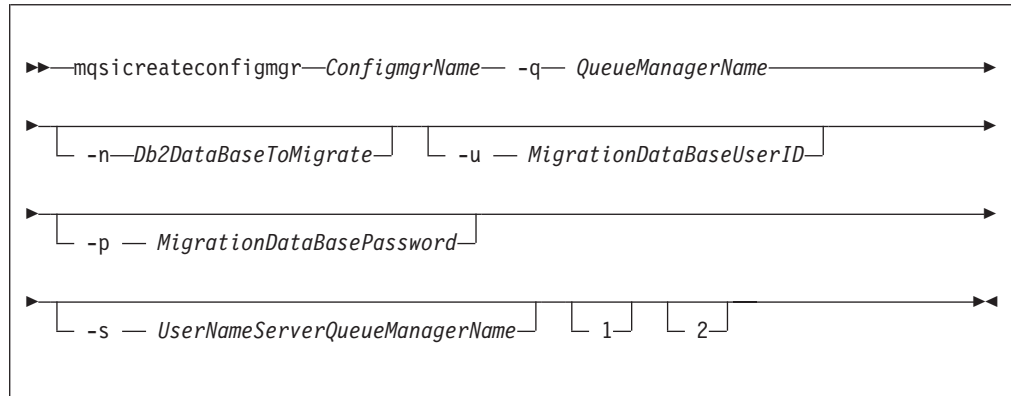 mqsicreateconfigmgr ConfigmgrName -q QueueManagerName
-n Db2DataBaseToMigrate -u MigrationDataBaseUserID
-p MigrationDataBasePassword
-s UserNameServerQueueManagerName 1 2